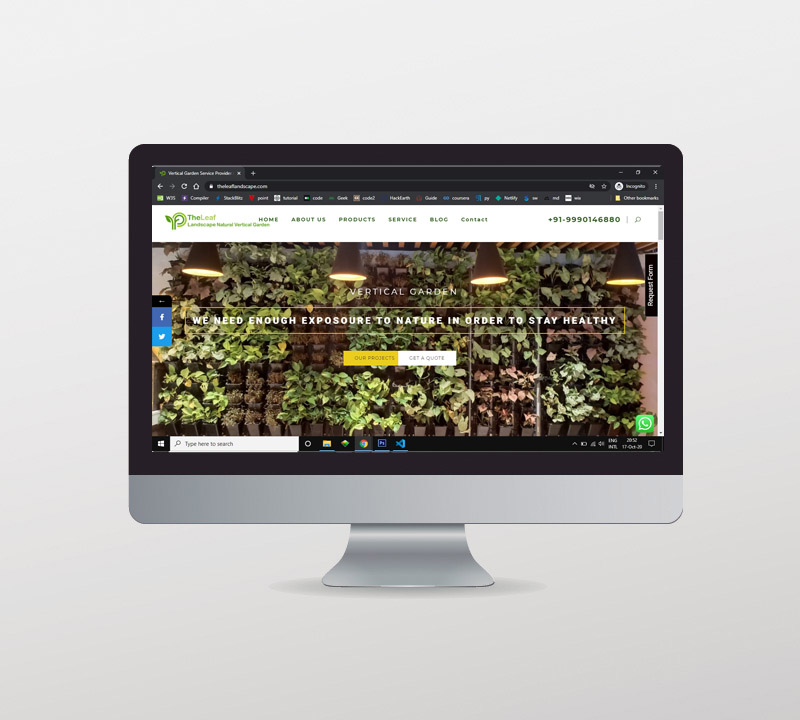 Vertical Garden Service Provider
theleaflandscape.com
Incognito
W3S Compiler StackBlitz point tutorial code Geek code2 HackEarth Guide coursera py Netlify sw md wix Other bookmarks
TheLeaf
Landscape Natural Vertical Garden
HOME ABOUT US PRODUCTS SERVICE BLOG Contact
+91-9990146880
Request Form
VERTICAL GARDEN
WE NEED ENOUGH EXPOSOURE TO NATURE IN ORDER TO STAY HEALTHY
OUR PROJECTS GET A QUOTE
Type here to search
ENG 20:52
INTL 17-Oct-20